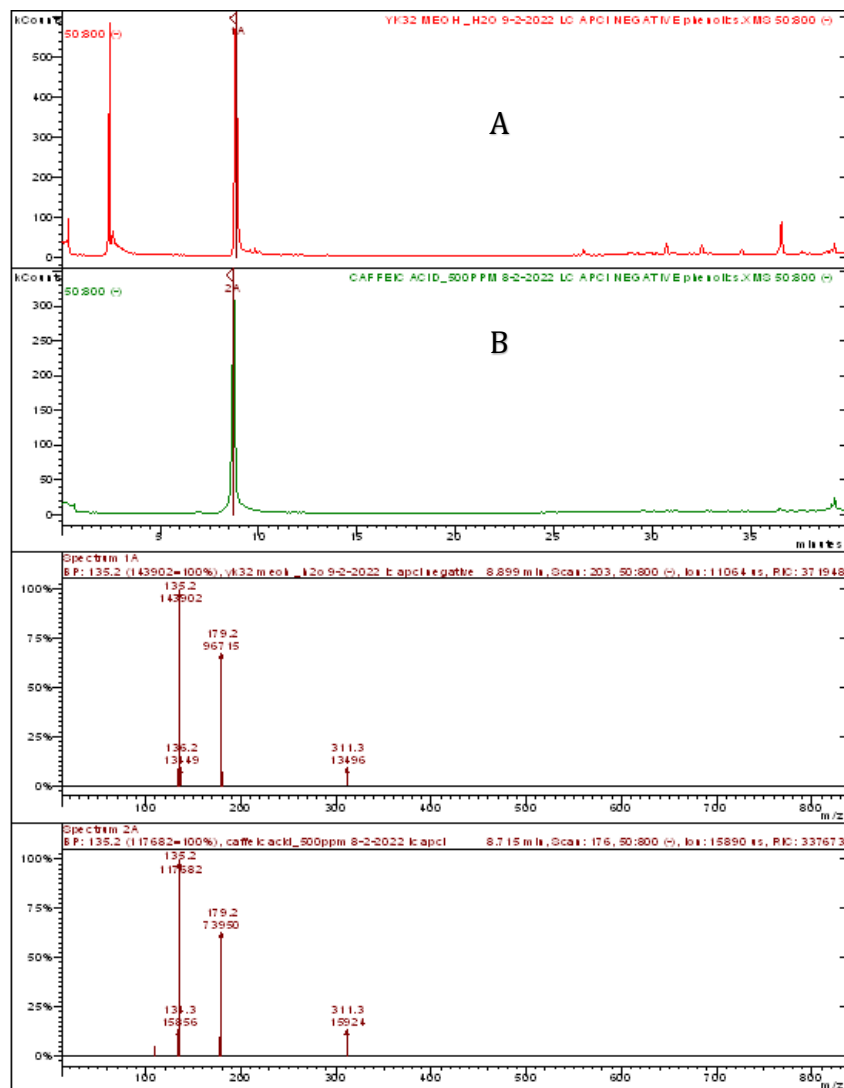 kCounts
YK32 MEOH _H2O 9-2-2022 LC APCI NEGATIVE phenolbs.XMS 50:800 (-)
50:800 (-)
1A
500
400
300
200
100
0
A
kCounts
CAFFEIC ACID_500PPM 8-2-2022 LC APCI NEGATIVE phenolbs.XMS 50:800 (-)
50:800 (-)
2A
300
250
200
150
100
50
0
B
5 10 15 20 25 30 35
minutes
Spectrum 1A
BP: 135.2 (143902=100%), yk32 meoh _h2o 9-2-2022 lc apci negative 8.899 min, Scan: 203, 50:800 (-), Ion: 11064 us, RIC: 371948
100%
75%
50%
25%
0%
135.2
143902
179.2
96715
136.2
13449
311.3
13496
100 200 300 400 500 600 700 800
m/z
Spectrum 2A
BP: 135.2 (117682=100%), caffeic acid_500ppm 8-2-2022 lc apci 8.715 min, Scan: 176, 50:800 (-), Ion: 15890 us, RIC: 337673
100%
75%
50%
25%
0%
135.2
117682
179.2
73950
134.3
15856
311.3
15924
100 200 300 400 500 600 700 800
m/z